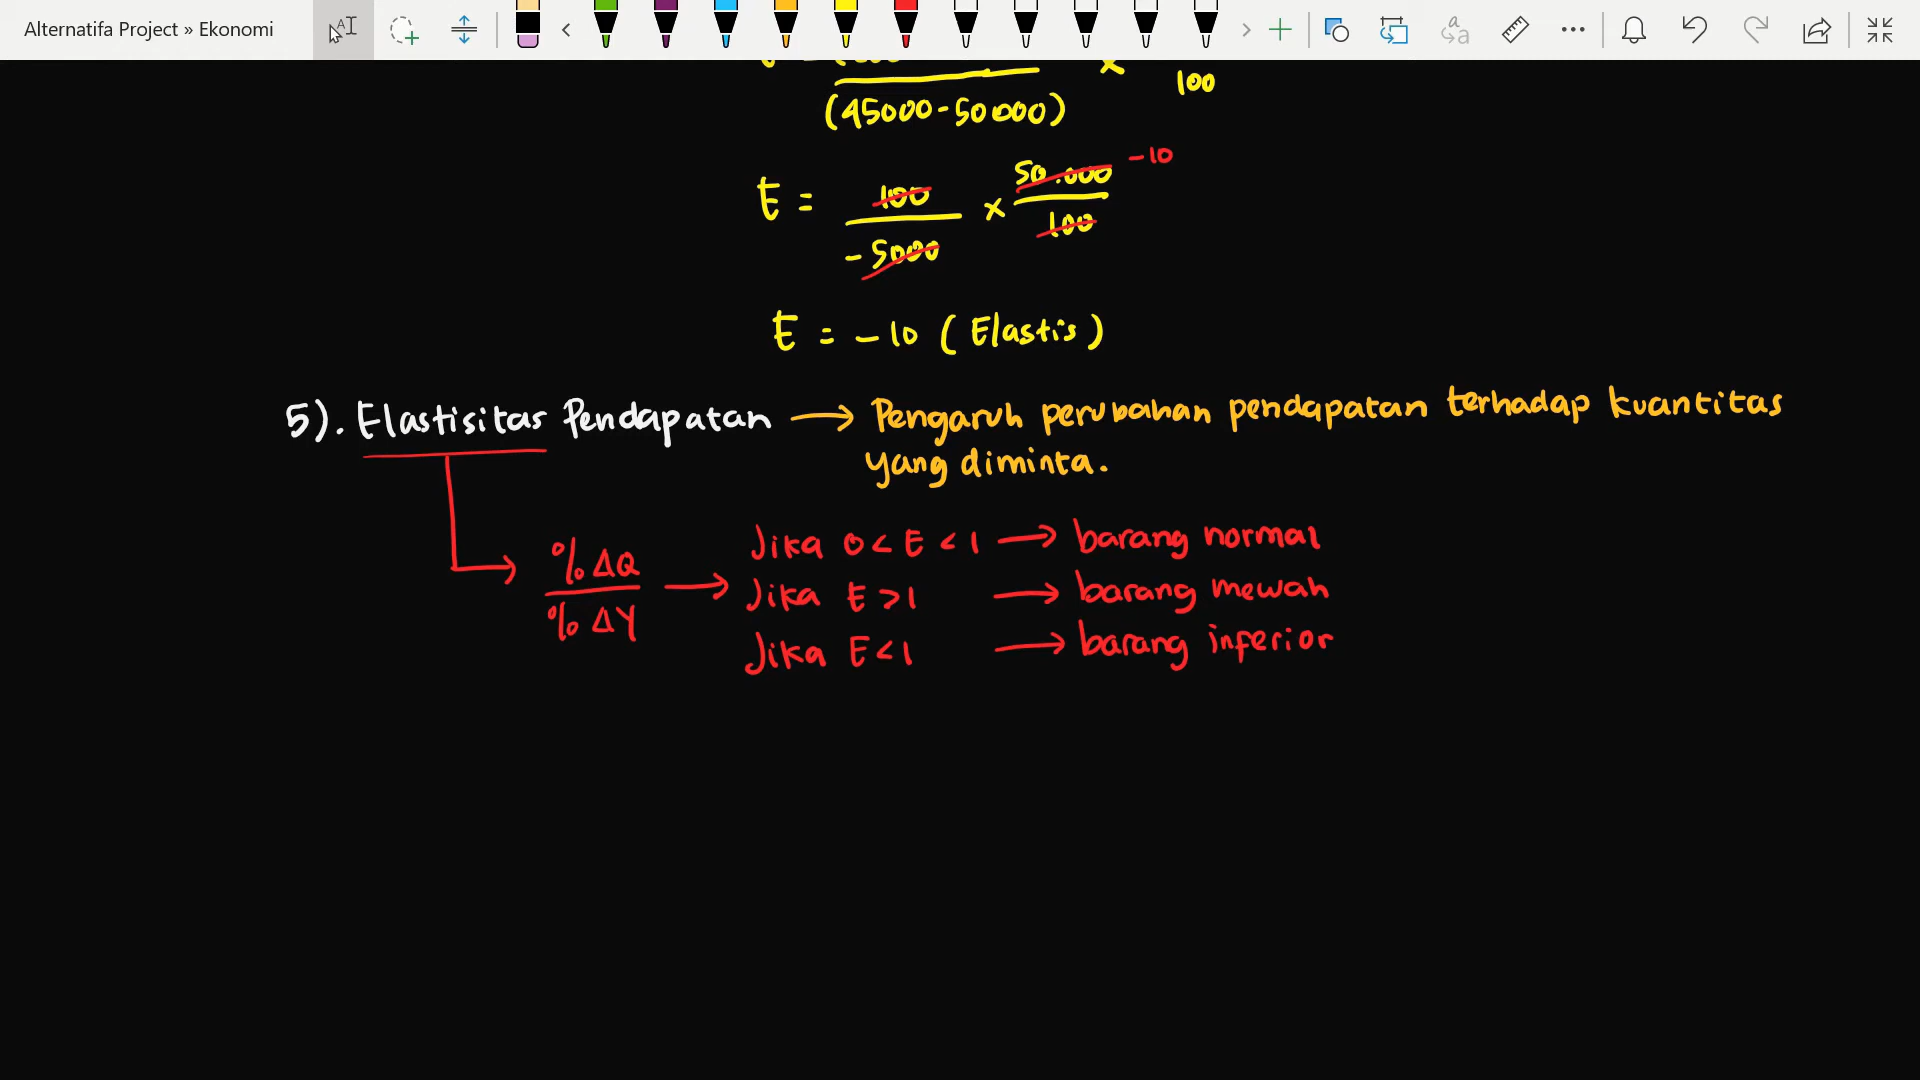 Alternatifa Project » Ekonomi
100
(45000-50000)
E = 100 / -5000 × 50.000 / 100 -10
E = -10 (Elastis)
5). Elastisitas Pendapatan → Pengaruh perubahan pendapatan terhadap kuantitas
yang diminta.
% ΔQ
% ΔY
Jika 0 < E < 1 → barang normal
Jika E > 1 → barang mewah
Jika E < 1 → barang inferior